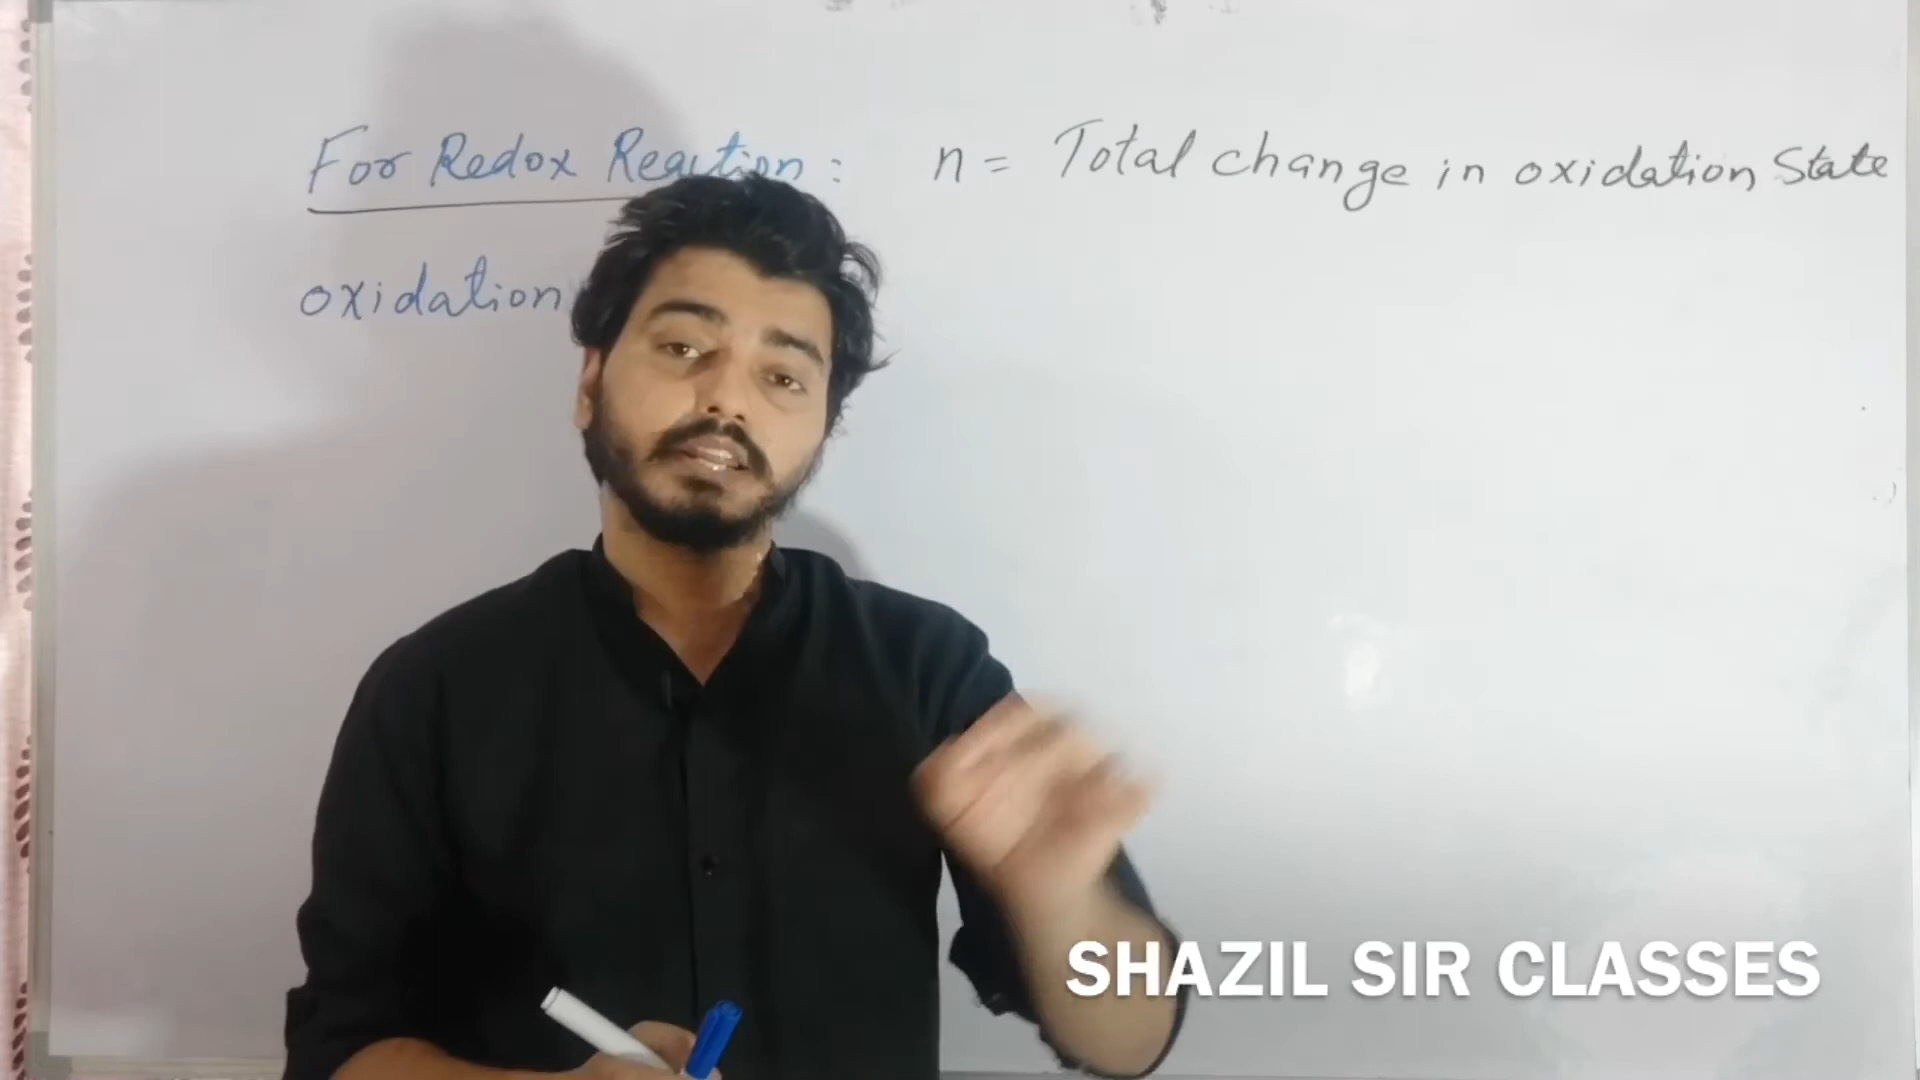 For Redox Reaction: n = Total change in oxidation State
oxidation
SHAZIL SIR CLASSES